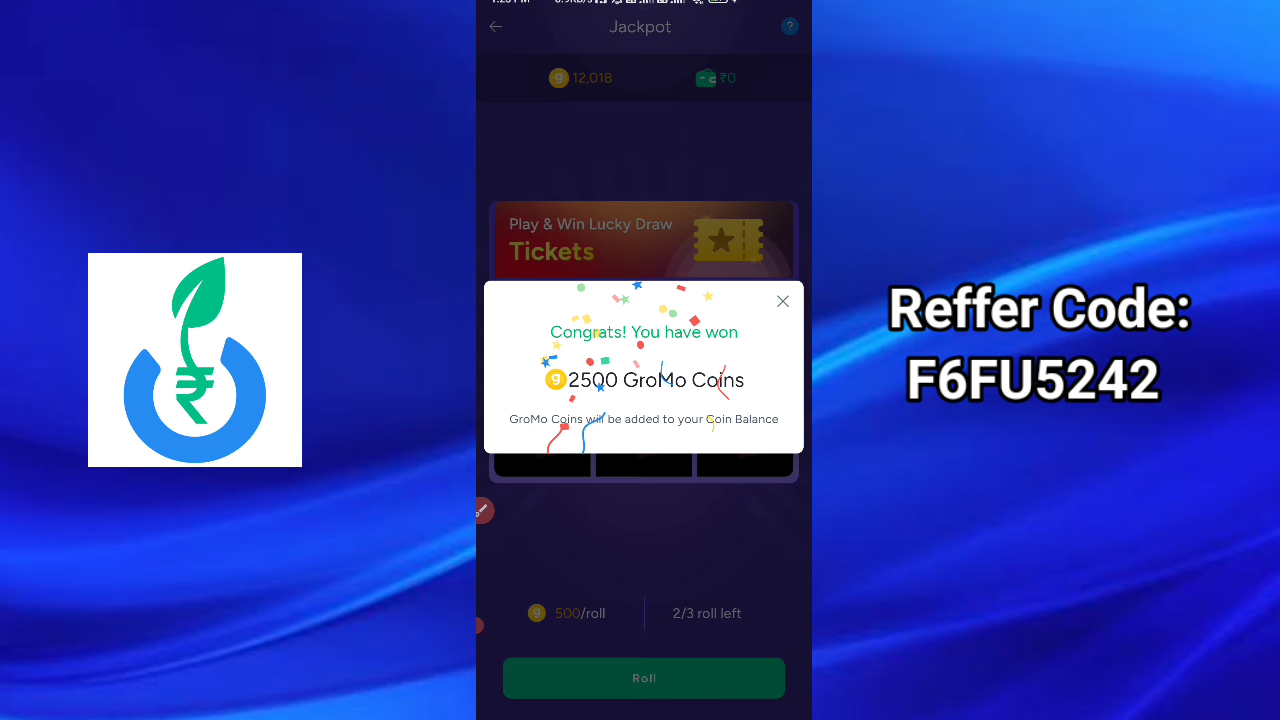 Jackpot
?
g 12,018
₹0
Play & Win Lucky Draw
Tickets
Congrats! You have won
g 2500 GroMo Coins
GroMo Coins will be added to your Coin Balance
g 500/roll
2/3 roll left
Roll
₹
Reffer Code:
F6FU5242